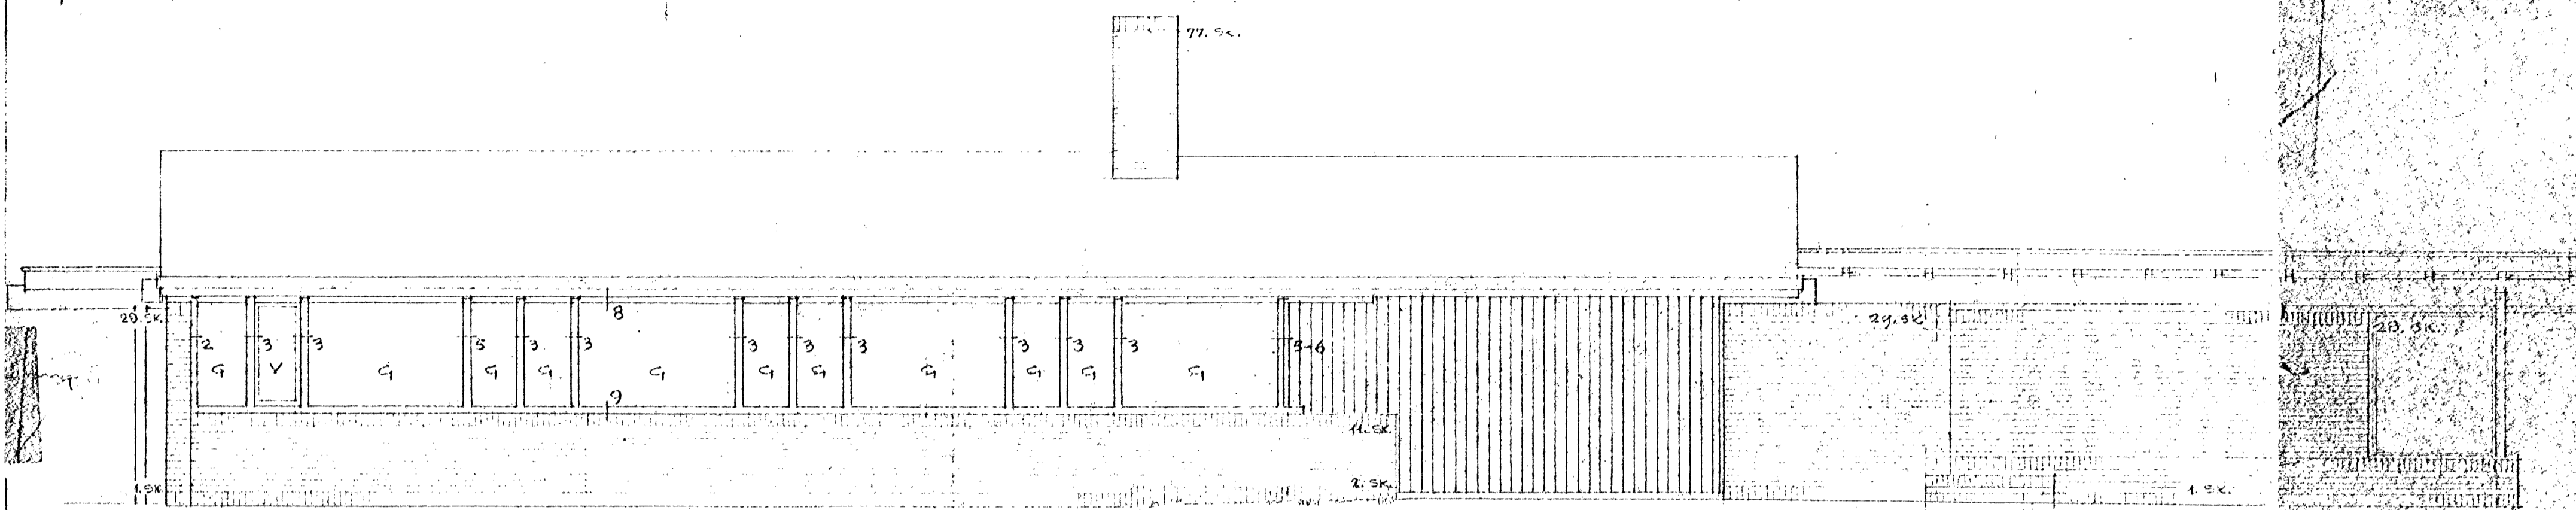 77. SK.
29. SK.
8
29. SK.
28. SK.
2 3 3 5 3 3 3 3 3 3 3 3 5-6
G V G G G G G G G G G G
9
11. SK.
1. SK.
2. SK.
1. SK.